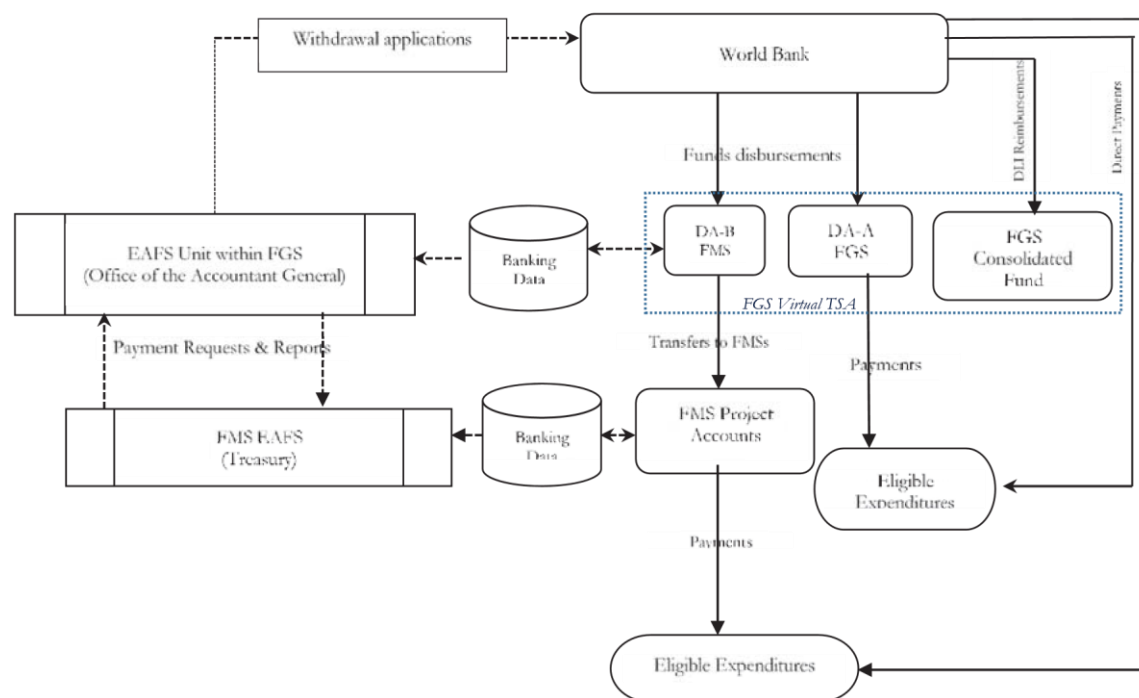 Withdrawal applications
World Bank
Funds disbursements
DLI Reimbursements
Direct Payments
EAFS Unit within FGS
(Office of the Accountant General)
Banking
Data
DA-B
FMS
DA-A
FGS
FGS
Consolidated
Fund
FGS Virtual TSA
Payment Requests & Reports
Transfers to FMSs
Payments
FMS EAFS
(Treasury)
Banking
Data
FMS Project
Accounts
Eligible
Expenditures
Payments
Eligible Expenditures